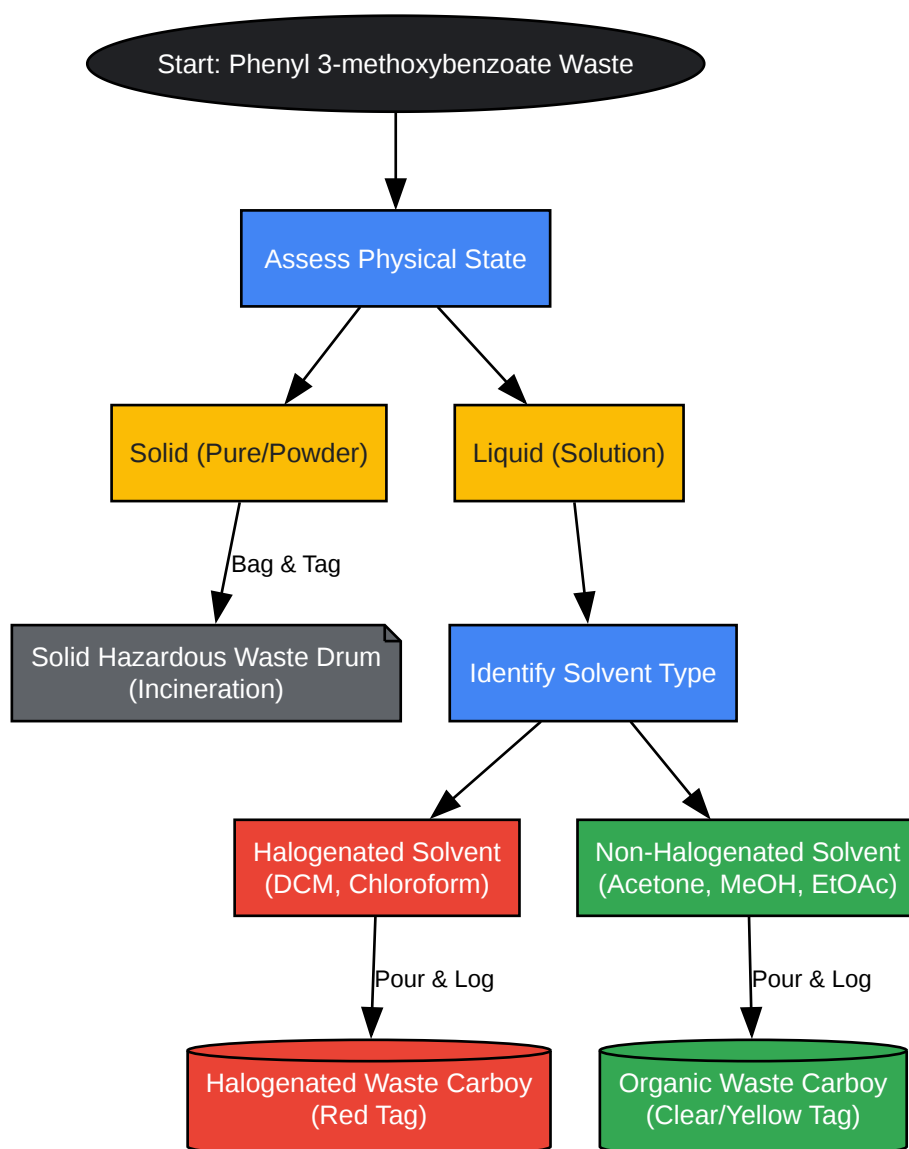 Start: Phenyl 3-methoxybenzoate Waste
Assess Physical State
Solid (Pure/Powder)
Liquid (Solution)
Bag & Tag
Solid Hazardous Waste Drum
(Incineration)
Identify Solvent Type
Halogenated Solvent
(DCM, Chloroform)
Non-Halogenated Solvent
(Acetone, MeOH, EtOAc)
Pour & Log
Pour & Log
Halogenated Waste Carboy
(Red Tag)
Organic Waste Carboy
(Clear/Yellow Tag)